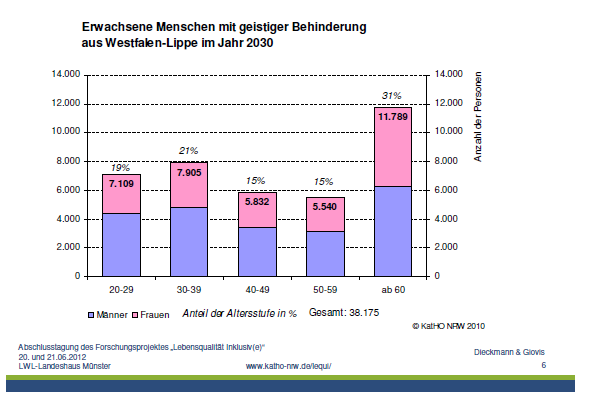 Erwachsene Menschen mit geistiger Behinderung
aus Westfalen-Lippe im Jahr 2030
14.000
12.000
10.000
8.000
6.000
4.000
2.000
0
19%
7.109
21%
7.905
15%
5.832
15%
5.540
31%
11.789
14.000
12.000
10.000
8.000
6.000
4.000
2.000
0
Anzahl der Personen
20-29 30-39 40-49 50-59 ab 60
Männer Frauen Anteil der Altersstufe in % Gesamt: 38.175
© KatHO NRW 2010
Abschlusstagung des Forschungsprojektes „Lebensqualität Inklusiv(e)“
20. und 21.06.2012
LWL-Landeshaus Münster
www.katho-nrw.de/lequi/
Dieckmann & Giovis
6